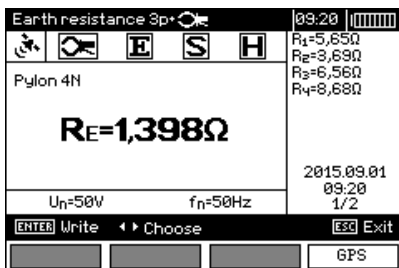 Earth resistance 3p+ 09:20
E S H
R1=5,65Ω
R2=3,69Ω
R3=6,56Ω
R4=8,68Ω
Pylon 4N
RE=1,398Ω
2015.09.01
09:20
1/2
Un=50V fn=50Hz
ENTER Write Choose ESC Exit
GPS